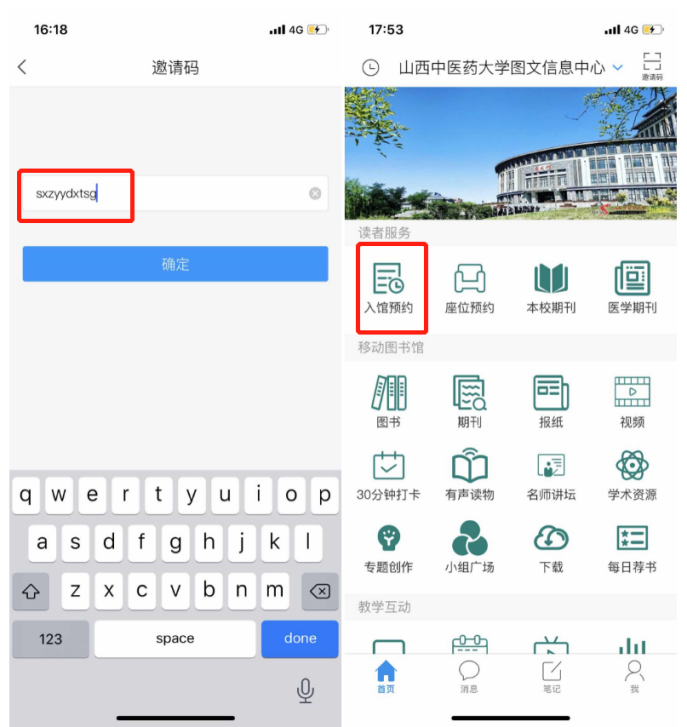 16:18
4G
邀请码
sxzyydxtsg
确定
q w e r t y u i o p
a s d f g h j k l
z x c v b n m
123 space done
17:53
4G
山西中医药大学图文信息中心
邀请码
读者服务
入馆预约 座位预约 本校期刊 医学期刊
移动图书馆
图书 期刊 报纸 视频
30分钟打卡 有声读物 名师讲坛 学术资源
专题创作 小组广场 下载 每日荐书
教学互动
首页 消息 笔记 我